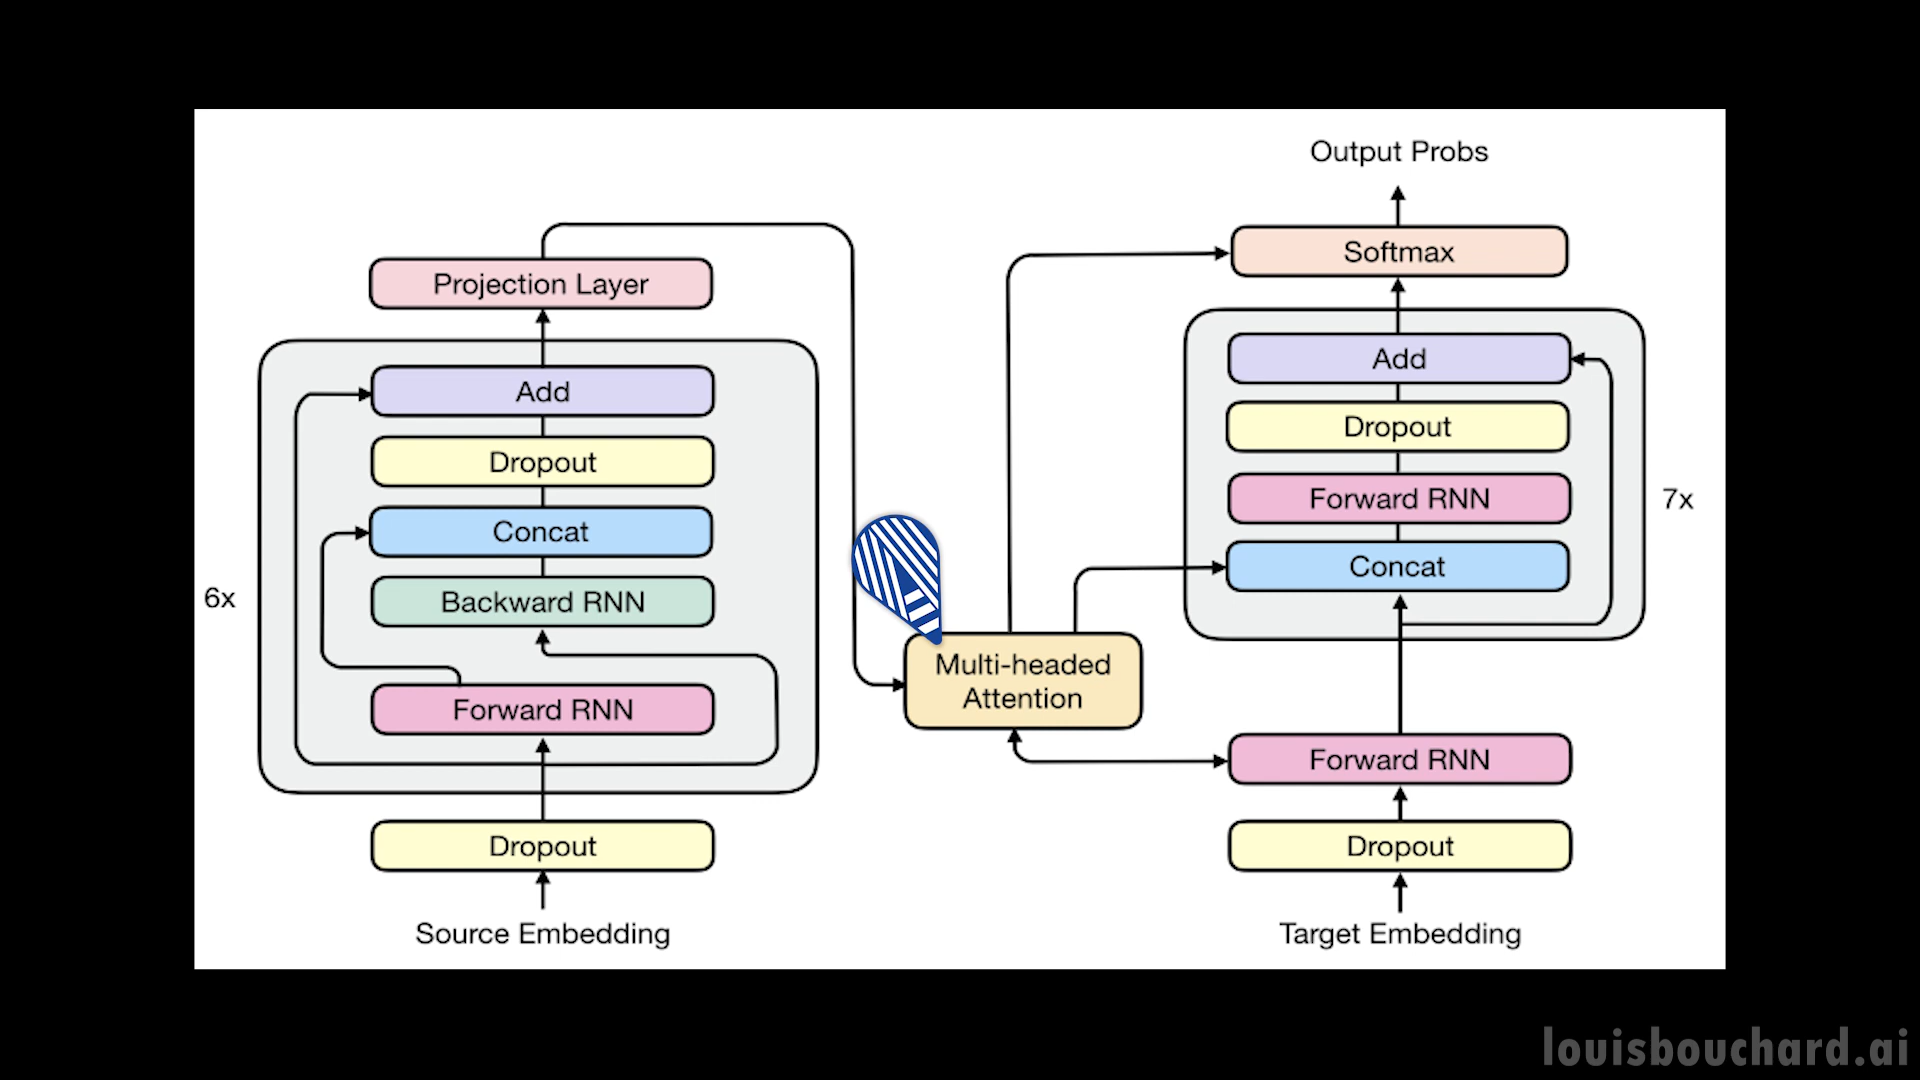 Projection Layer
Add
Dropout
Concat
Backward RNN
6x
Forward RNN
Dropout
Source Embedding
Multi-headed
Attention
Output Probs
Softmax
Add
Dropout
Forward RNN
7x
Concat
Forward RNN
Dropout
Target Embedding
louisbouchard.ai